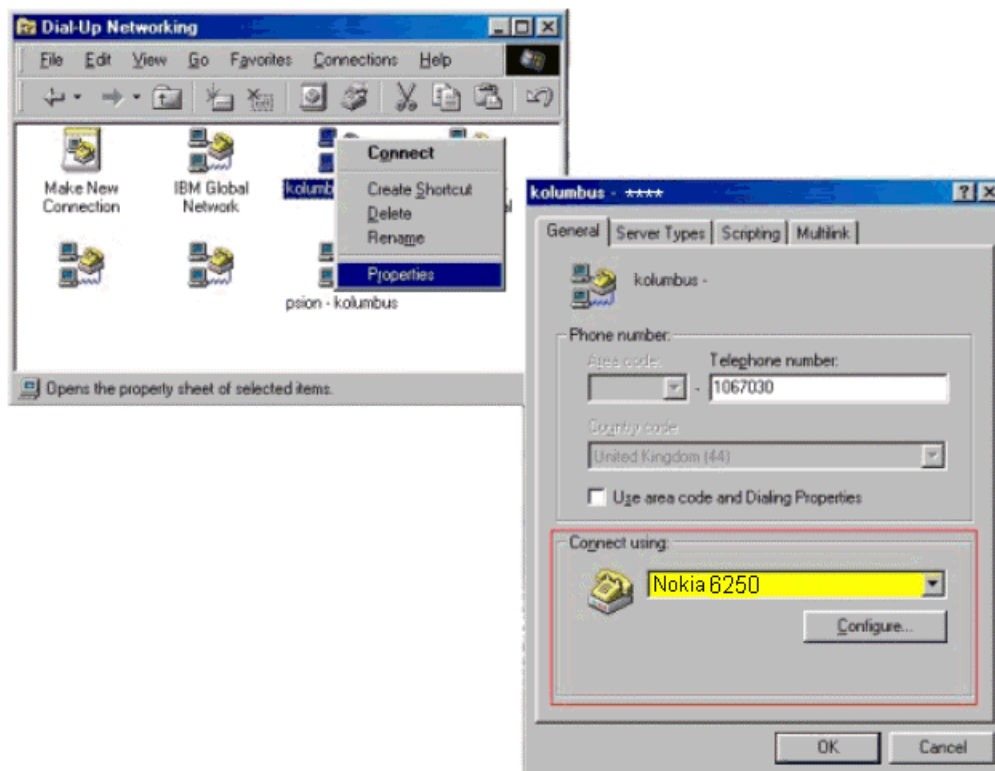 Dial-Up Networking
File Edit View Go Favorites Connections Help
Make New
Connection
IBM Global
Network
Connect
Create Shortcut
Delete
Rename
Properties
psion - kolumbus
Opens the property sheet of selected items.
kolumbus - ****
General Server Types Scripting Multilink
kolumbus -
Phone number:
Area code: Telephone number:
- 1067030
Country code
United Kingdom (44)
Use area code and Dialing Properties
Connect using:
Nokia 6250
Configure...
OK Cancel